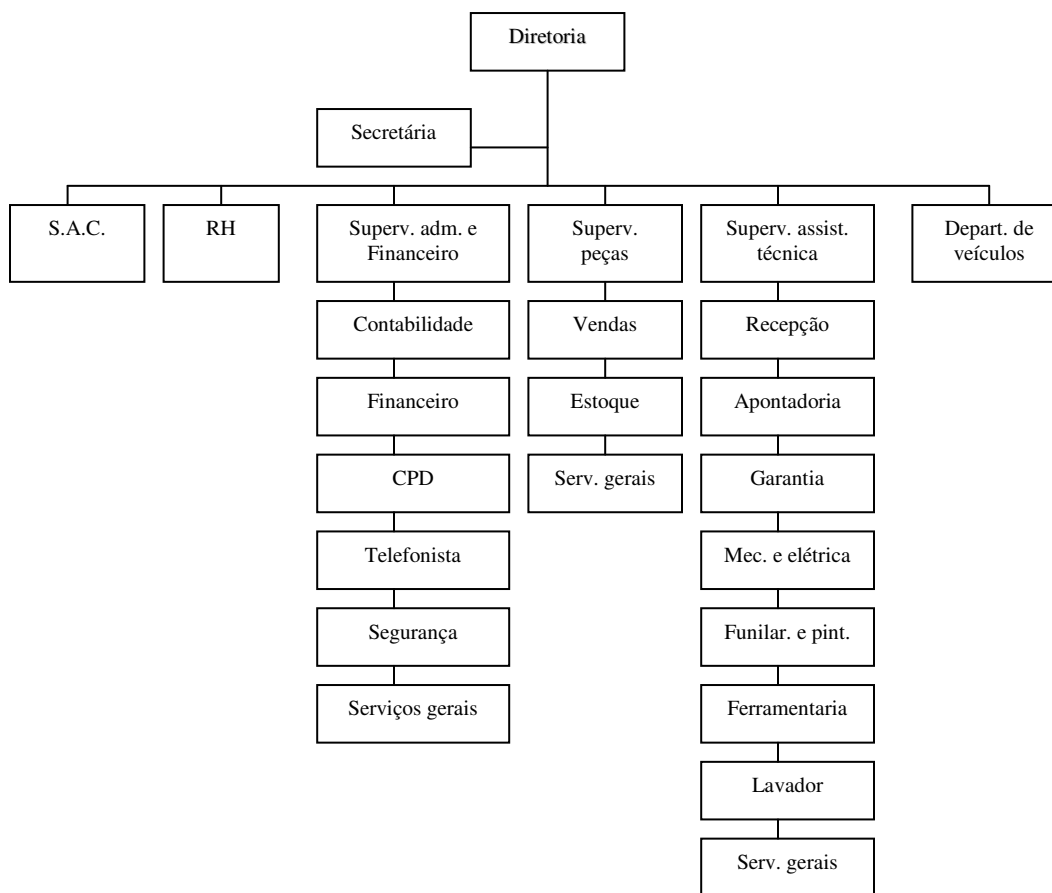 Diretoria
Secretária
S.A.C.
RH
Superv. adm. e
Financeiro
Superv.
peças
Superv. assist.
técnica
Depart. de
veículos
Contabilidade
Vendas
Recepção
Financeiro
Estoque
Apontadoria
CPD
Serv. gerais
Garantia
Telefonista
Mec. e elétrica
Segurança
Funilar. e pint.
Serviços gerais
Ferramentaria
Lavador
Serv. gerais